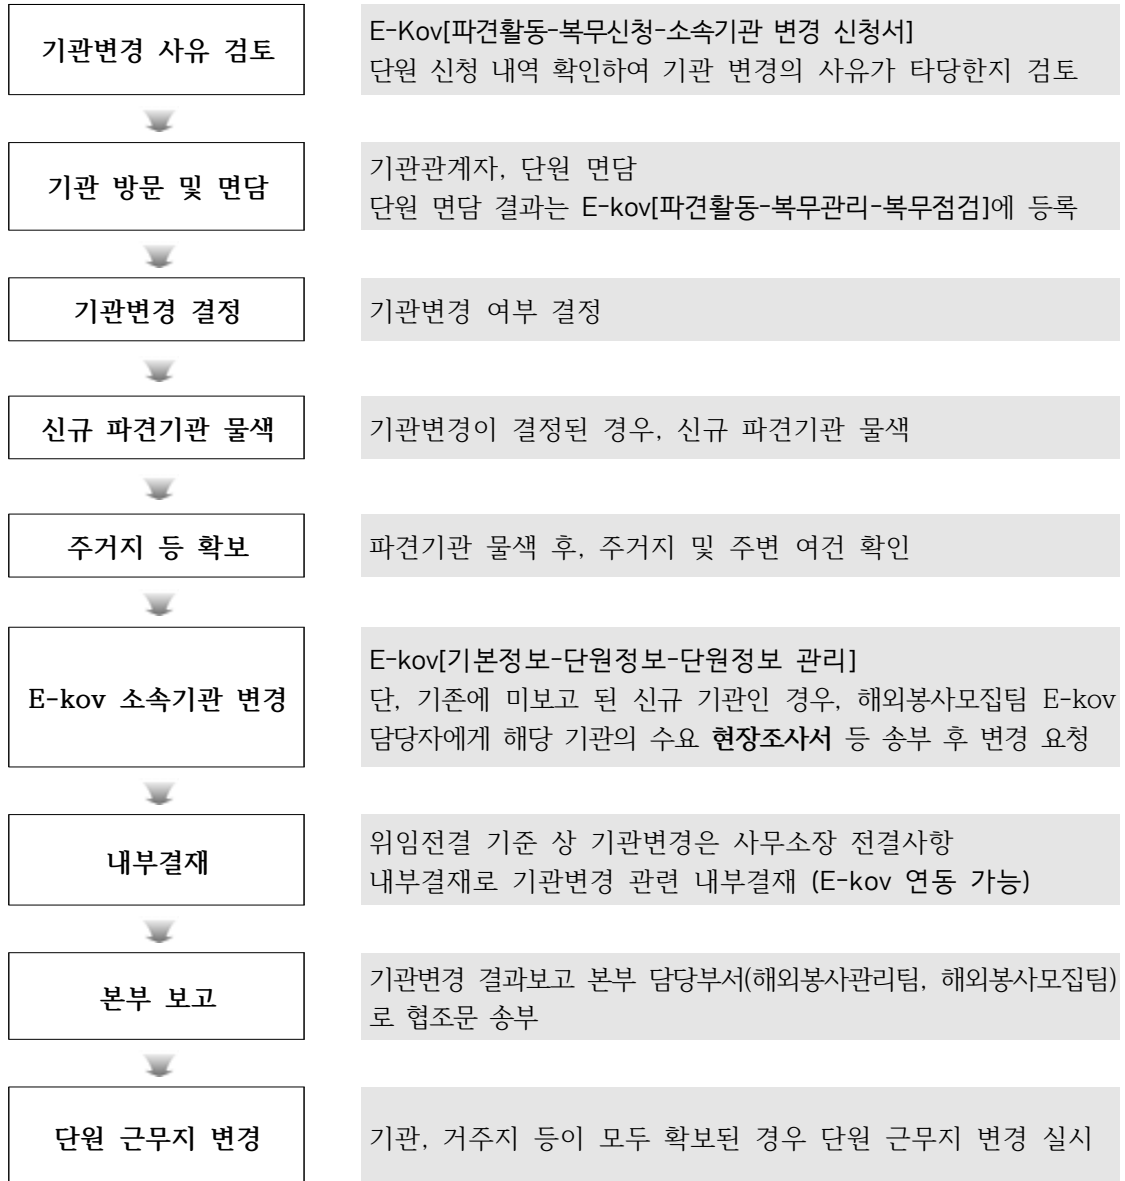 기관변경 사유 검토
E-Kov[파견활동-복무신청-소속기관 변경 신청서]
단원 신청 내역 확인하여 기관 변경의 사유가 타당한지 검토
기관 방문 및 면담
기관관계자, 단원 면담
단원 면담 결과는 E-kov[파견활동-복무관리-복무점검]에 등록
기관변경 결정
기관변경 여부 결정
신규 파견기관 물색
기관변경이 결정된 경우, 신규 파견기관 물색
주거지 등 확보
파견기관 물색 후, 주거지 및 주변 여건 확인
E-kov 소속기관 변경
E-kov[기본정보-단원정보-단원정보 관리]
단, 기존에 미보고 된 신규 기관인 경우, 해외봉사모집팀 E-kov
담당자에게 해당 기관의 수요 현장조사서 등 송부 후 변경 요청
내부결재
위임전결 기준 상 기관변경은 사무소장 전결사항
내부결재로 기관변경 관련 내부결재 (E-kov 연동 가능)
본부 보고
기관변경 결과보고 본부 담당부서(해외봉사관리팀, 해외봉사모집팀)
로 협조문 송부
단원 근무지 변경
기관, 거주지 등이 모두 확보된 경우 단원 근무지 변경 실시